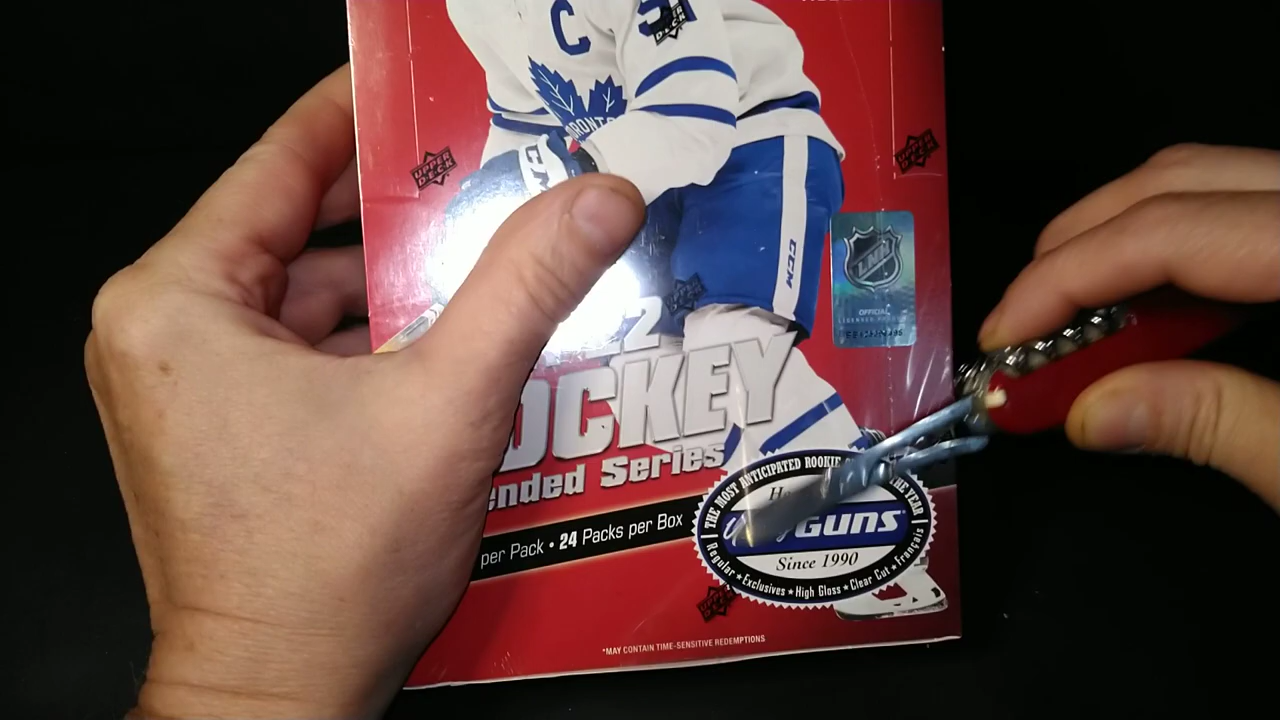 C
UPPER
DECK
TORONTO
UPPER
DECK
UPPER
DECK
CCM
CCM
NHL
OFFICIAL
LICENSED PRODUCT
2
OCKEY
ended Series
per Pack • 24 Packs per Box
THE MOST ANTICIPATED ROOKIE
THE YEAR
GUNS
Since 1990
Regular ★ Exclusives ★ High Gloss ★ Clear Cut ★ Français
UPPER
DECK
*MAY CONTAIN TIME-SENSITIVE REDEMPTIONS